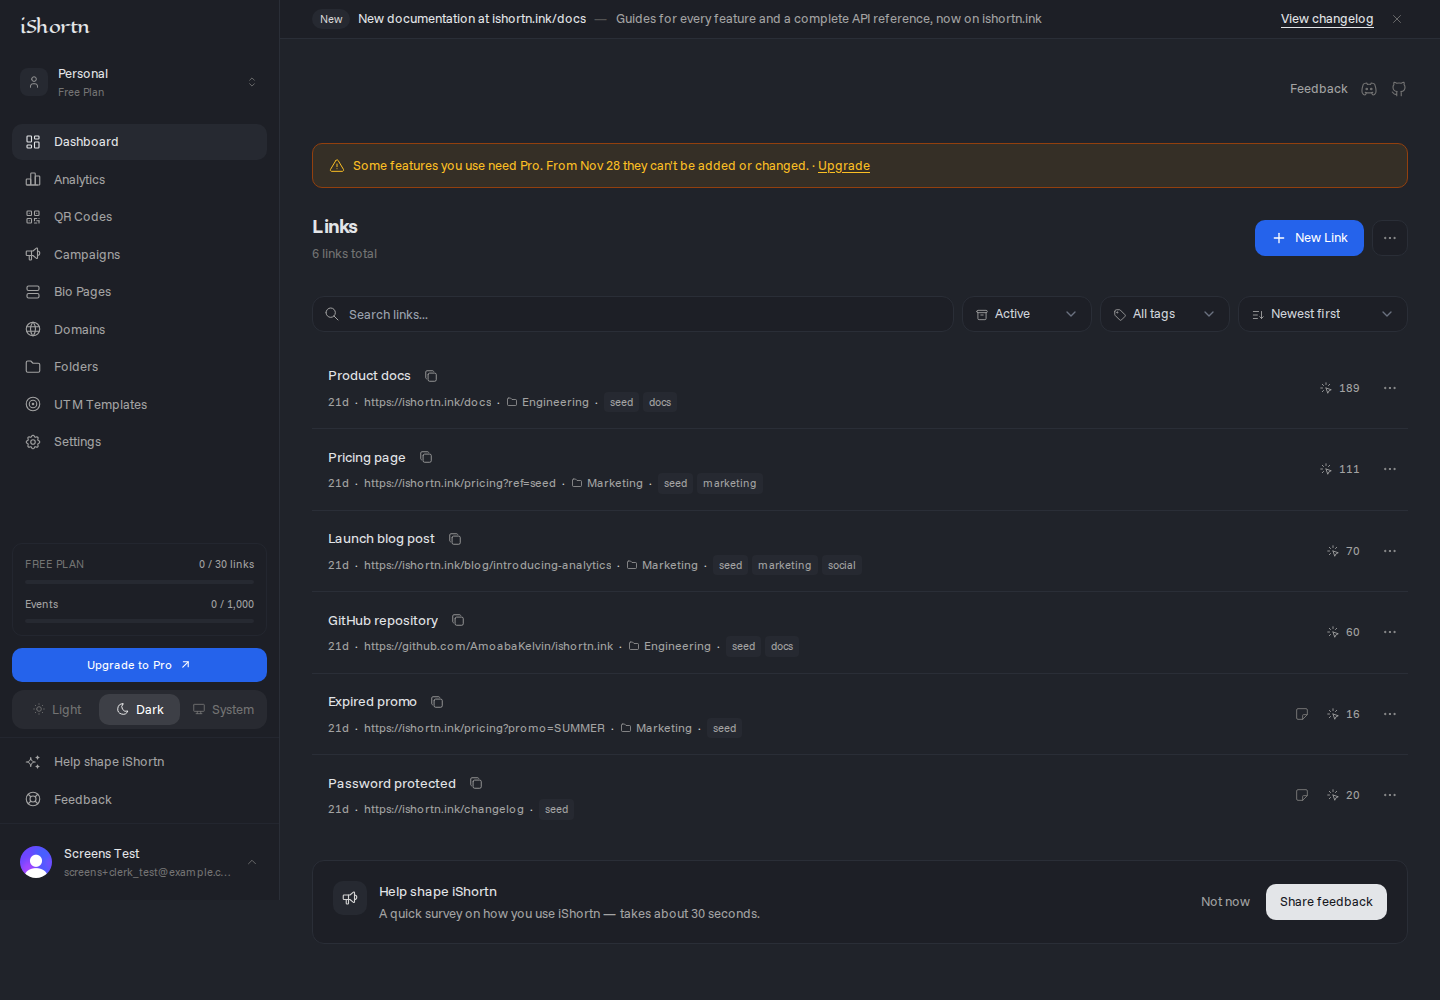 iShortn
Personal
Free Plan
Dashboard
Analytics
QR Codes
Campaigns
Bio Pages
Domains
Folders
UTM Templates
Settings
FREE PLAN 0 / 30 links
Events 0 / 1,000
Upgrade to Pro
Light Dark System
Help shape iShortn
Feedback
Screens Test
screens+clerk_test@example.c...
New New documentation at ishortn.ink/docs — Guides for every feature and a complete API reference, now on ishortn.ink View changelog
Feedback
Some features you use need Pro. From Nov 28 they can't be added or changed. · Upgrade
Links
6 links total
New Link
Search links...
Active
All tags
Newest first
Product docs
21d · https://ishortn.ink/docs · Engineering · seed docs
189
Pricing page
21d · https://ishortn.ink/pricing?ref=seed · Marketing · seed marketing
111
Launch blog post
21d · https://ishortn.ink/blog/introducing-analytics · Marketing · seed marketing social
70
GitHub repository
21d · https://github.com/AmoabaKelvin/ishortn.ink · Engineering · seed docs
60
Expired promo
21d · https://ishortn.ink/pricing?promo=SUMMER · Marketing · seed
16
Password protected
21d · https://ishortn.ink/changelog · seed
20
Help shape iShortn
A quick survey on how you use iShortn — takes about 30 seconds.
Not now
Share feedback